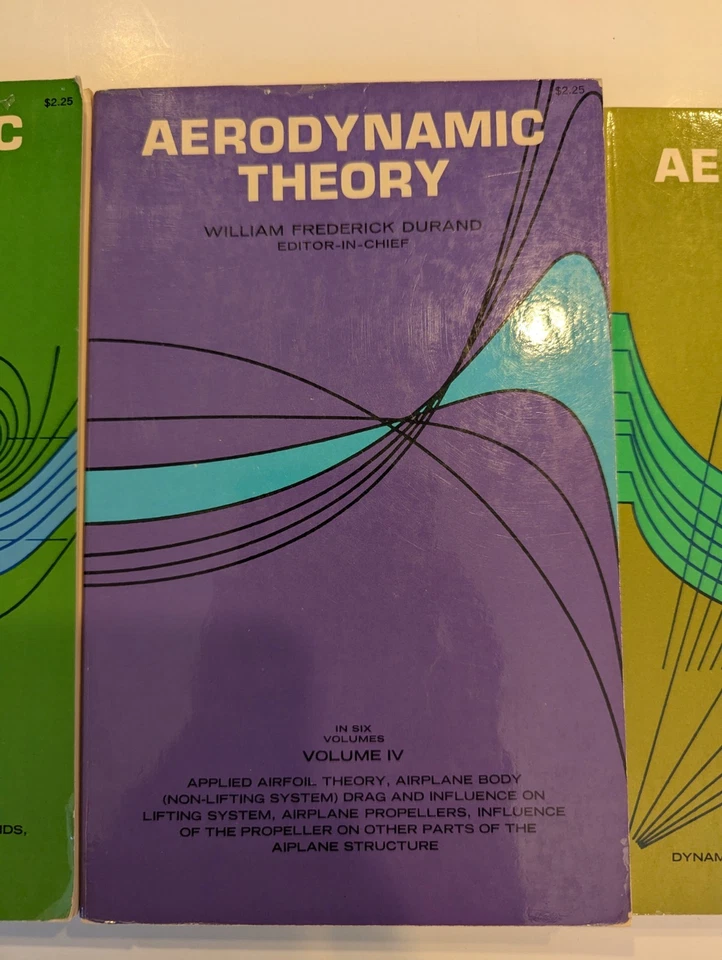 C
$2.25
$2.25
AERODYNAMIC
THEORY
WILLIAM FREDERICK DURAND
EDITOR-IN-CHIEF
IN SIX
VOLUMES
VOLUME IV
APPLIED AIRFOIL THEORY, AIRPLANE BODY
(NON-LIFTING SYSTEM) DRAG AND INFLUENCE ON
LIFTING SYSTEM, AIRPLANE PROPELLERS, INFLUENCE
OF THE PROPELLER ON OTHER PARTS OF THE
AIPLANE STRUCTURE
AE
DYNAM